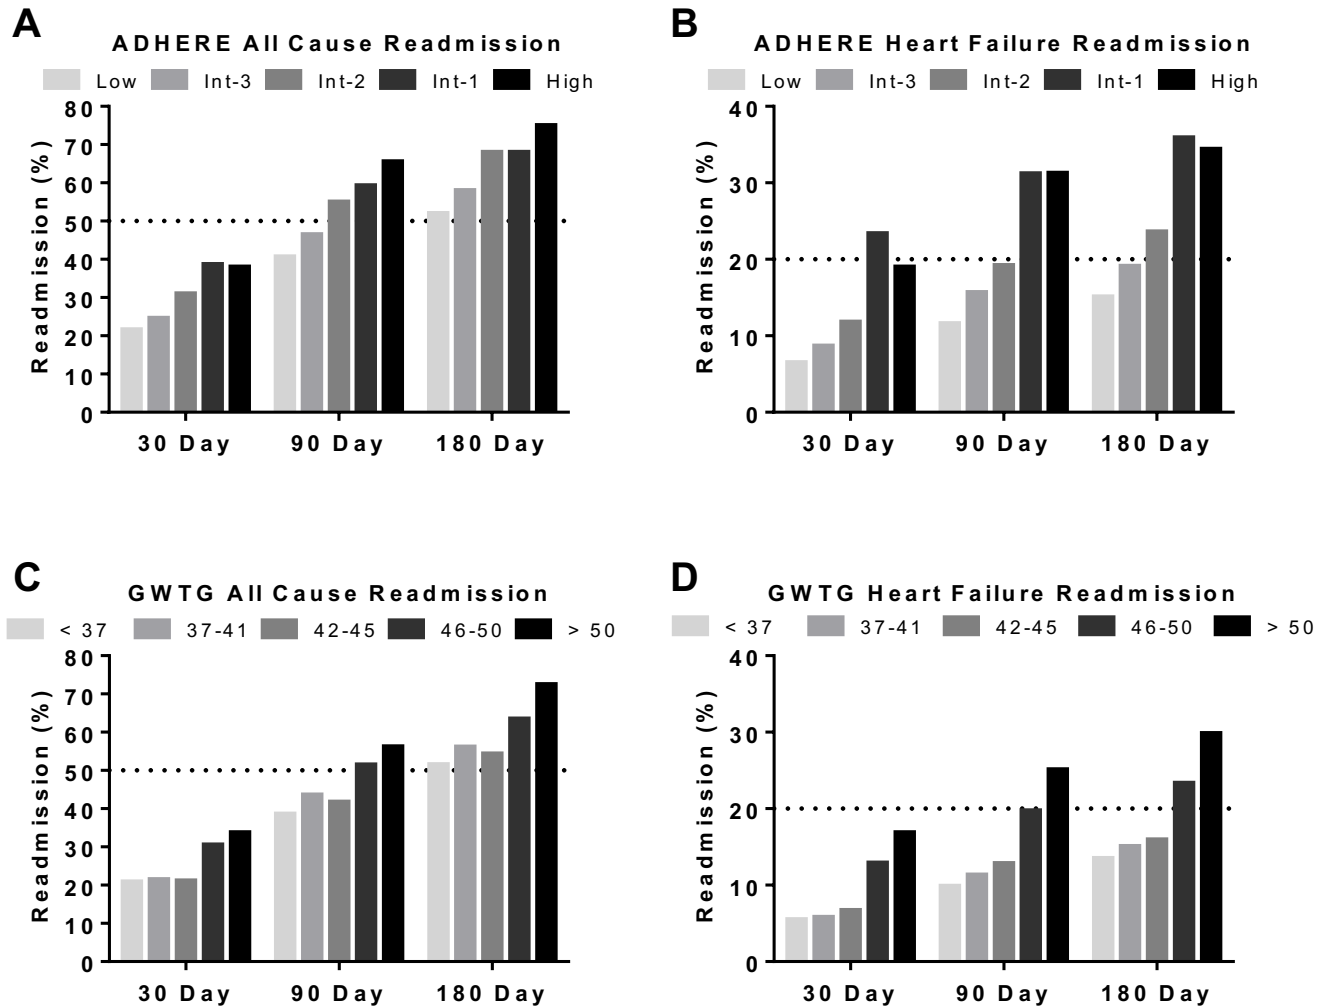 A
ADHERE All Cause Readmission
Low Int-3 Int-2 Int-1 High
Readmission (%)
80
70
60
50
40
30
20
10
0
30 Day 90 Day 180 Day
B
ADHERE Heart Failure Readmission
Low Int-3 Int-2 Int-1 High
Readmission (%)
40
30
20
10
0
30 Day 90 Day 180 Day
C
GWTG All Cause Readmission
< 37 37-41 42-45 46-50 > 50
Readmission (%)
80
70
60
50
40
30
20
10
0
30 Day 90 Day 180 Day
D
GWTG Heart Failure Readmission
< 37 37-41 42-45 46-50 > 50
Readmission (%)
40
30
20
10
0
30 Day 90 Day 180 Day